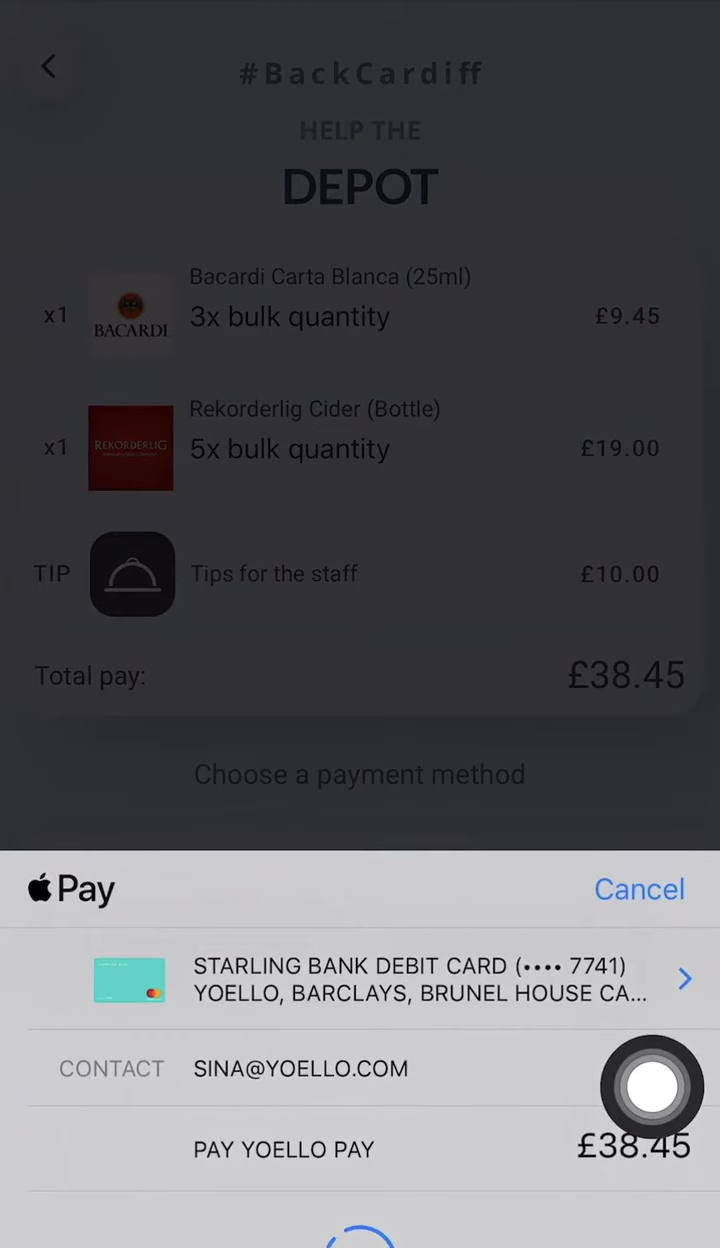 #BackCardiff
HELP THE
DEPOT
Bacardi Carta Blanca (25ml)
x1 BACARDI 3x bulk quantity £9.45
Rekorderlig Cider (Bottle)
x1 REKORDERLIG 5x bulk quantity £19.00
TIP Tips for the staff £10.00
Total pay: £38.45
Choose a payment method
Pay Cancel
STARLING BANK DEBIT CARD (•••• 7741)
YOELLO, BARCLAYS, BRUNEL HOUSE CA...
CONTACT SINA@YOELLO.COM
PAY YOELLO PAY £38.45